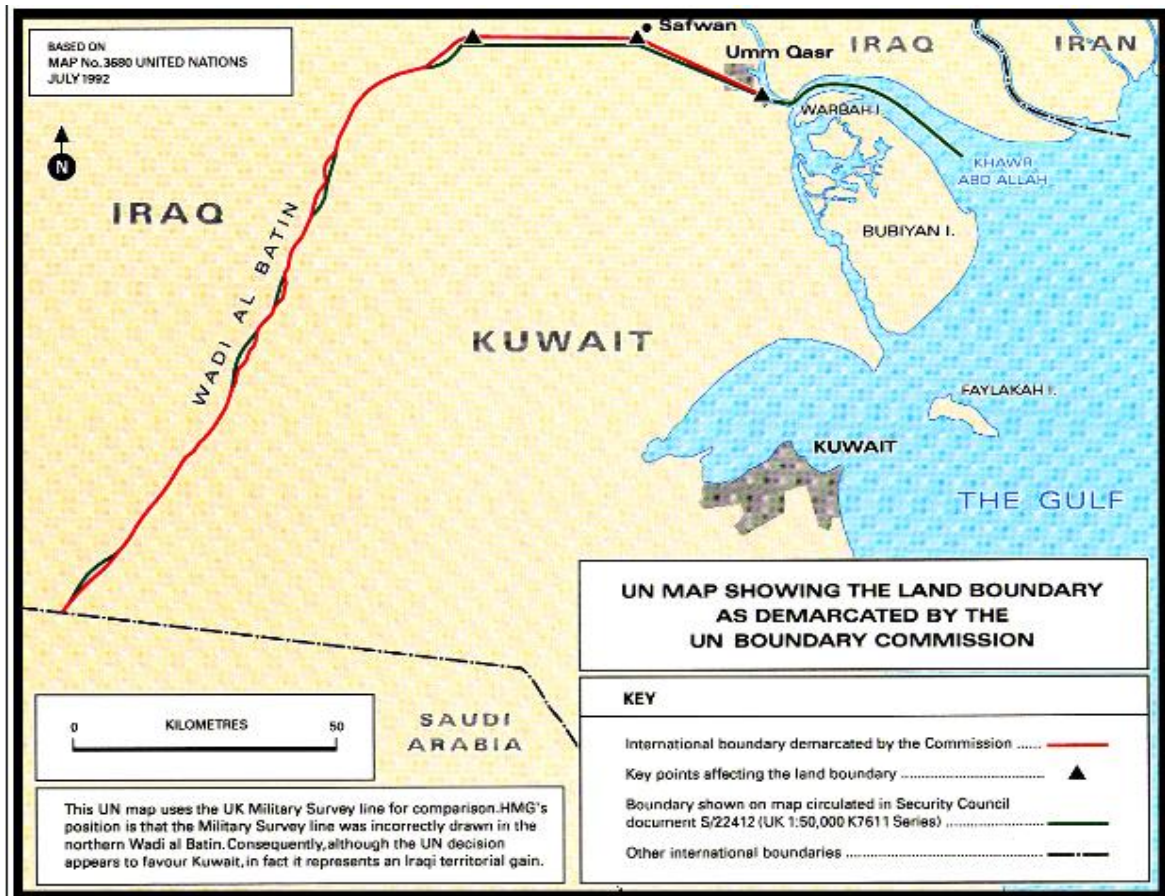 BASED ON
MAP No. 3680 UNITED NATIONS
JULY 1992
Safwan
Umm Qasr
IRAQ
IRAN
WARBAH I.
KHAWR
ABD ALLAH
N
IRAQ
BUBIYAN I.
WADI AL BATIN
KUWAIT
FAYLAKAH I.
KUWAIT
THE GULF
UN MAP SHOWING THE LAND BOUNDARY
AS DEMARCATED BY THE
UN BOUNDARY COMMISSION
0 KILOMETRES 50
SAUDI
ARABIA
This UN map uses the UK Military Survey line for comparison. HMG's
position is that the Military Survey line was incorrectly drawn in the
northern Wadi al Batin. Consequently, although the UN decision
appears to favour Kuwait, in fact it represents an Iraqi territorial gain.
KEY
International boundary demarcated by the Commission ......
Key points affecting the land boundary ............................
Boundary shown on map circulated in Security Council
document S/22412 (UK 1:50,000 K7611 Series) ..................
Other international boundaries ......................................